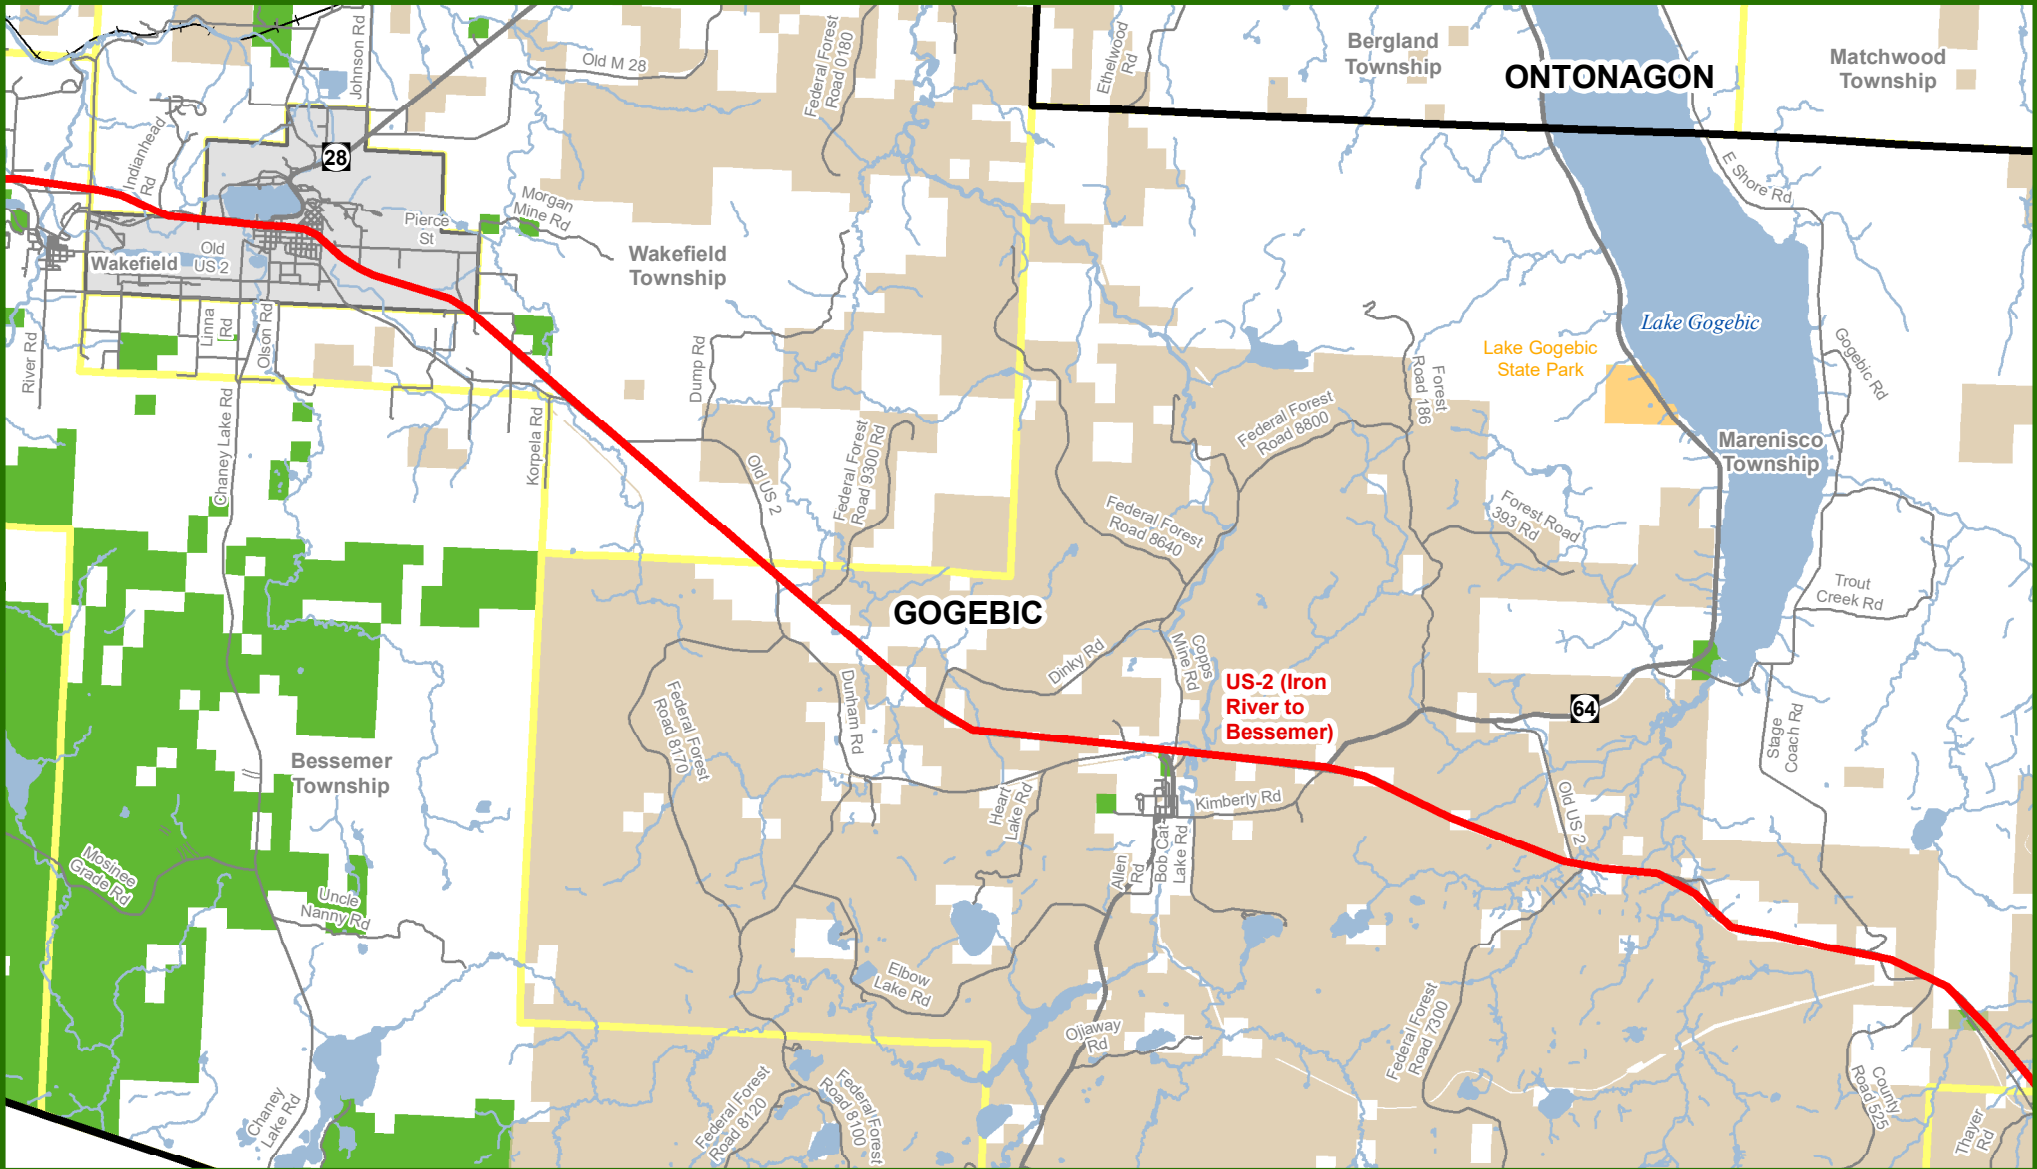 Johnson Rd
Old M 28
Federal Forest
Road 0180
Ethelwood
Rd
Bergland
Township
ONTONAGON
Matchwood
Township
Indianhead
Rd
28
E Shore Rd
Morgan
Mine Rd
Pierce
St
Old
US 2
Wakefield
Wakefield
Township
Linna
Rd
Olson Rd
River Rd
Dump Rd
Lake Gogebic
Lake Gogebic
State Park
Gogebic Rd
Forest
Road 186
Federal Forest
Road 8800
Chaney Lake Rd
Korpela Rd
Old US 2
Federal Forest
Road 9300 Rd
Marenisco
Township
Federal Forest
Road 8640
Forest Road
393 Rd
Trout
Creek Rd
GOGEBIC
Dinky Rd
Copps
Mine Rd
US-2 (Iron
River to
Bessemer)
64
Dunham Rd
Federal Forest
Road 8170
Stage
Coach Rd
Bessemer
Township
Heart
Lake Rd
Kimberly Rd
Old US 2
Allen
Rd
Bob Cat
Lake Rd
Mosinee
Grade Rd
Uncle
Nanny Rd
Elbow
Lake Rd
Ojiaway
Rd
Federal Forest
Road 7300
Chaney
Lake Rd
Federal Forest
Road 8120
Federal Forest
Road 8100
County
Road 525
Thayer
Rd